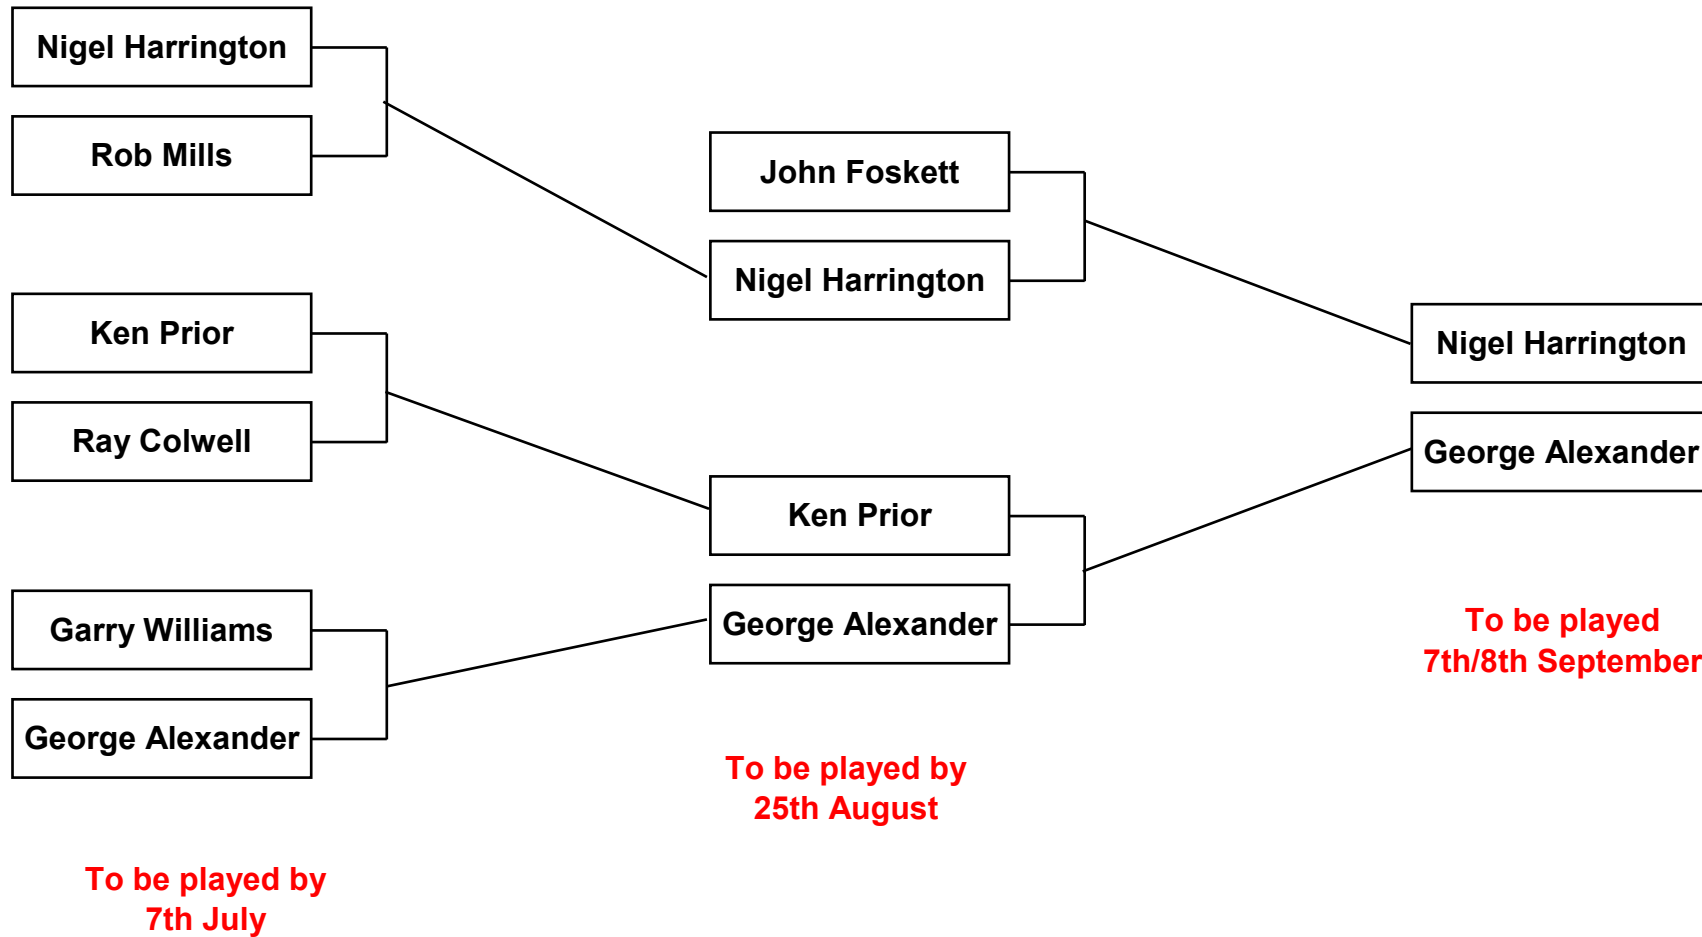 Nigel Harrington
Rob Mills
Ken Prior
Ray Colwell
Garry Williams
George Alexander
To be played by
7th July
John Foskett
Nigel Harrington
Ken Prior
George Alexander
To be played by
25th August
Nigel Harrington
George Alexander
To be played
7th/8th September